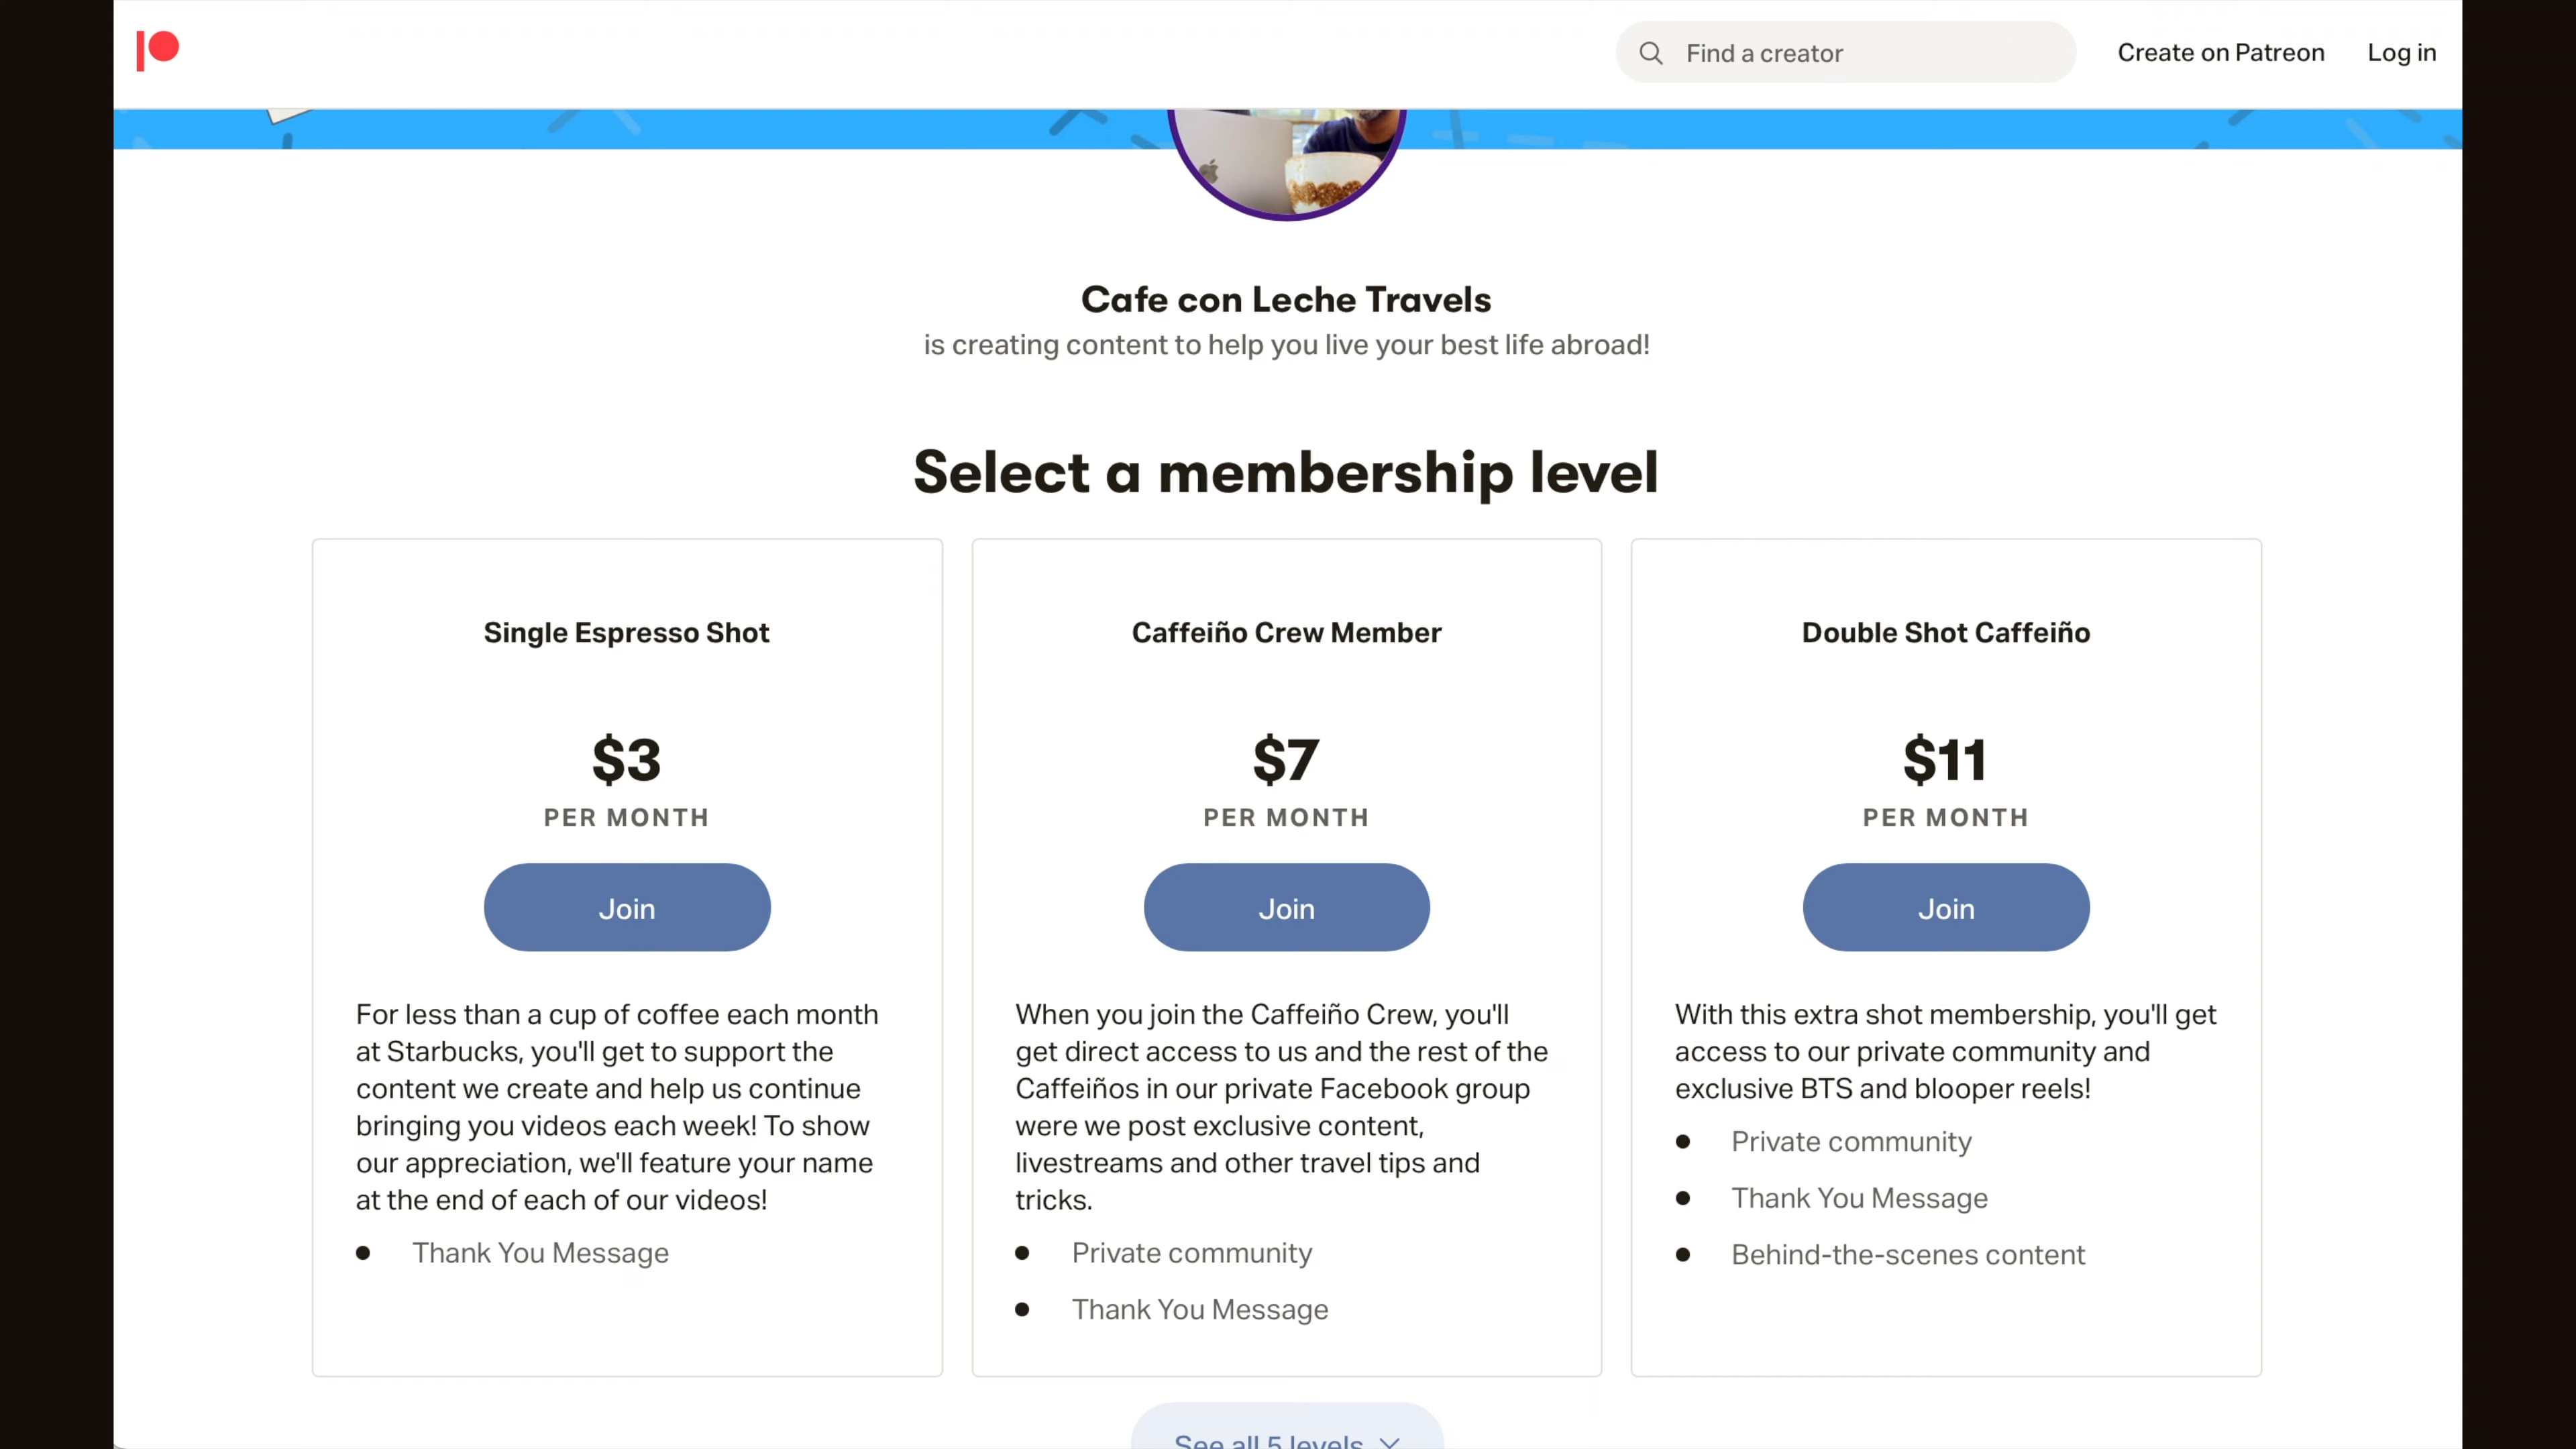 Find a creator
Create on Patreon
Log in
Cafe con Leche Travels
is creating content to help you live your best life abroad!
Select a membership level
Single Espresso Shot
$3
PER MONTH
Join
For less than a cup of coffee each month
at Starbucks, you'll get to support the
content we create and help us continue
bringing you videos each week! To show
our appreciation, we'll feature your name
at the end of each of our videos!
Thank You Message
Caffeiño Crew Member
$7
PER MONTH
Join
When you join the Caffeiño Crew, you'll
get direct access to us and the rest of the
Caffeiños in our private Facebook group
were we post exclusive content,
livestreams and other travel tips and
tricks.
Private community
Thank You Message
Double Shot Caffeiño
$11
PER MONTH
Join
With this extra shot membership, you'll get
access to our private community and
exclusive BTS and blooper reels!
Private community
Thank You Message
Behind-the-scenes content
See all 5 levels